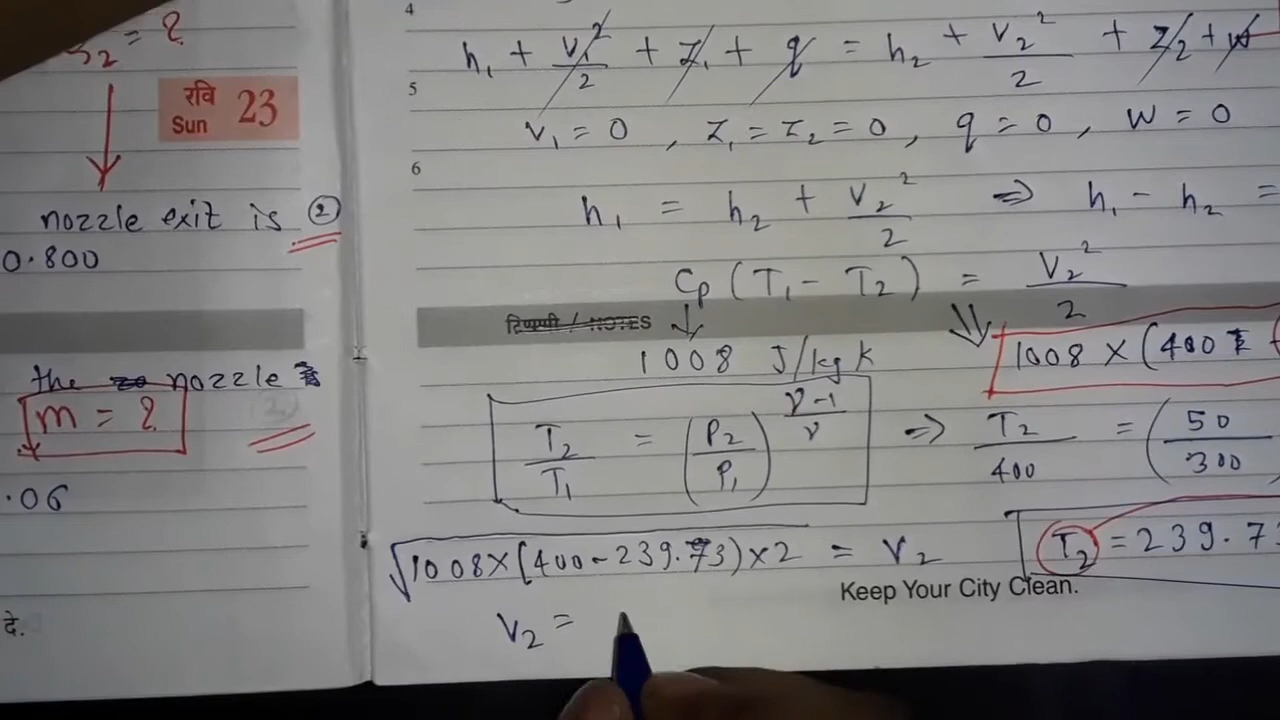 s₂ = ?
रवि
Sun 23
nozzle exit is ②
0.800
the nozzle
m = ?
.06
दे.
4
h₁ + V₁²/2 + Z₁ + q = h₂ + V₂²/2 + Z₂ + w
5
V₁ = 0 , Z₁ = Z₂ = 0 , q = 0 , W = 0
6
h₁ = h₂ + V₂²/2 ⇒ h₁ - h₂ =
Cp (T₁ - T₂) = V₂²/2
टिप्पणी / NOTES
1008 J/kg K
1008 × (400
T₂/T₁ = (P₂/P₁)^(γ-1)/γ ⇒ T₂/400 = (50/300
√1008×(400-239.73)×2 = V₂
T₂ = 239.73
Keep Your City Clean.
V₂ =